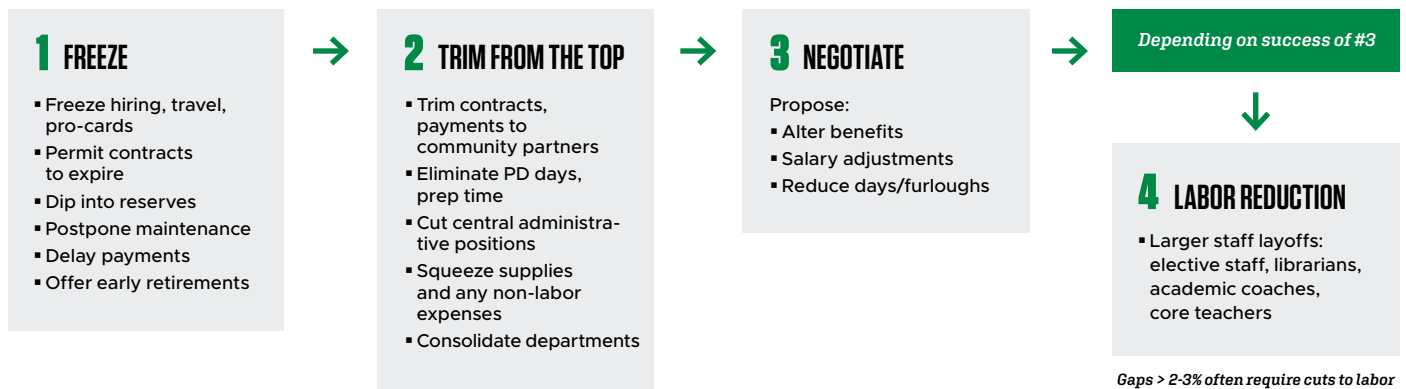 1 FREEZE
▪ Freeze hiring, travel,
pro-cards
▪ Permit contracts
to expire
▪ Dip into reserves
▪ Postpone maintenance
▪ Delay payments
▪ Offer early retirements
2 TRIM FROM THE TOP
▪ Trim contracts,
payments to
community partners
▪ Eliminate PD days,
prep time
▪ Cut central administra-
tive positions
▪ Squeeze supplies
and any non-labor
expenses
▪ Consolidate departments
3 NEGOTIATE
Propose:
▪ Alter benefits
▪ Salary adjustments
▪ Reduce days/furloughs
Depending on success of #3
4 LABOR REDUCTION
▪ Larger staff layoffs:
elective staff, librarians,
academic coaches,
core teachers
Gaps > 2-3% often require cuts to labor